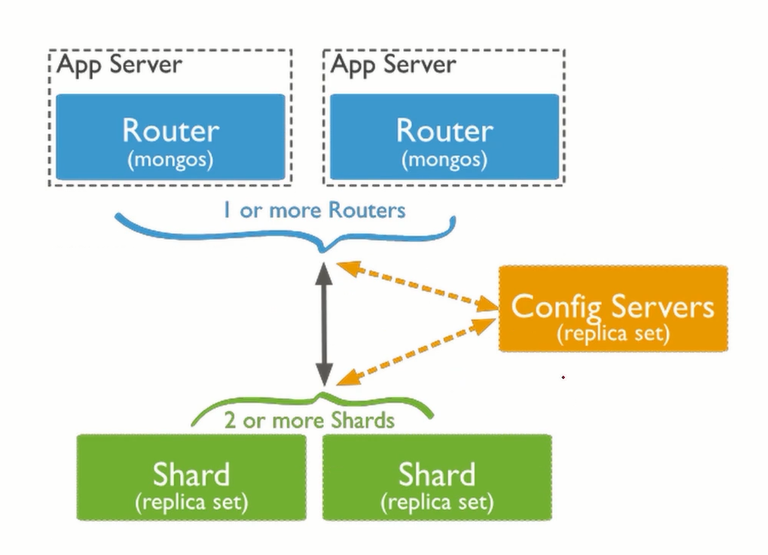 App Server
Router
(mongos)
App Server
Router
(mongos)
1 or more Routers
Config Servers
(replica set)
2 or more Shards
Shard
(replica set)
Shard
(replica set)